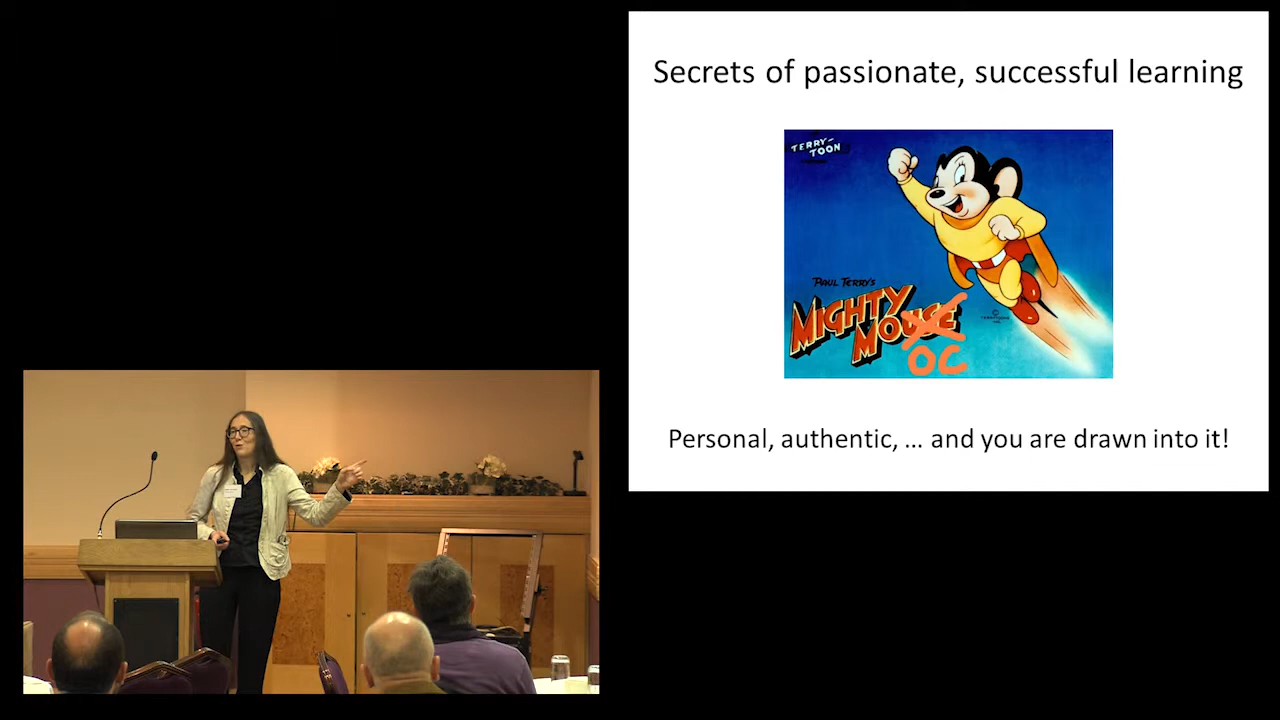 Secrets of passionate, successful learning
TERRY-
TOON
PAUL TERRY'S
MIGHTY
MOUSE
OC
©
Personal, authentic, … and you are drawn into it!